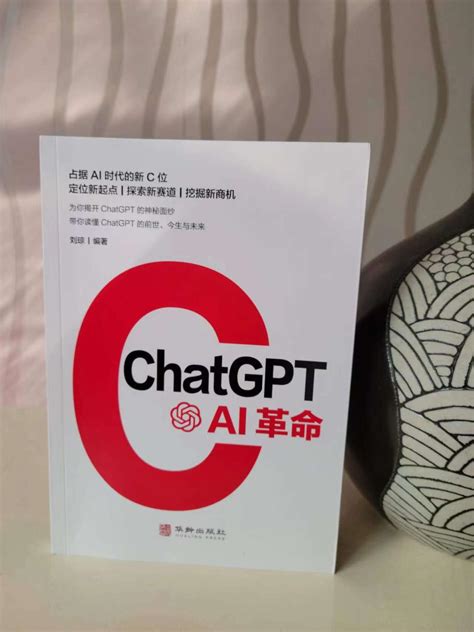 占据 AI 时代的新 C 位
定位新起点 | 探索新赛道 | 挖掘新商机
为你揭开 ChatGPT 的神秘面纱
带你读懂 ChatGPT 的前世、今生与未来
刘琼 | 编著
C
ChatGPT
AI 革命
华龄出版社
HUALING PRESS